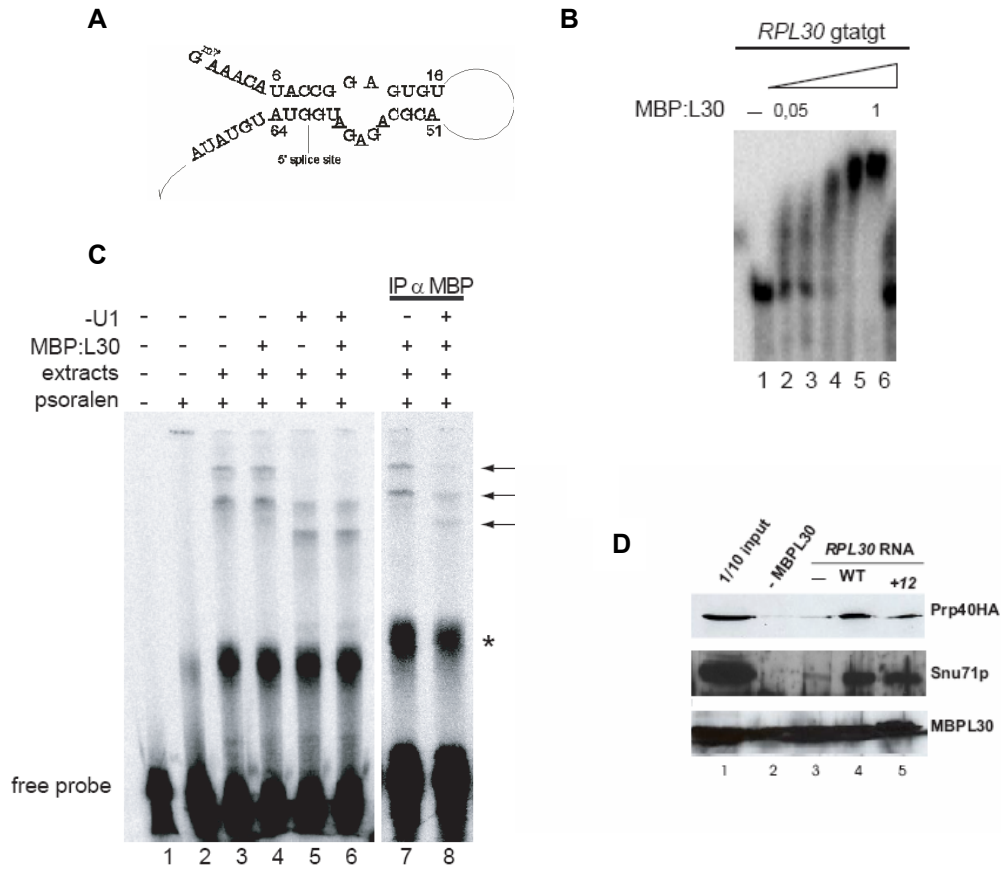 A
m7
G AAACA
6
16
UACCG G A GUGU
AUAUGU AUGGU A GAG A CGCA
64
51
5' splice site
B
RPL30 gtatgt
MBP:L30 — 0,05 1
1 2 3 4 5 6
C
IP α MBP
-U1 - - - - + + - +
MBP:L30 - - - + - + + +
extracts - - + + + + + +
psoralen - + + + + + + +
*
free probe
1 2 3 4 5 6 7 8
D
1/10 input
- MBPL30
RPL30 RNA
— WT +12
Prp40HA
Snu71p
MBPL30
1 2 3 4 5